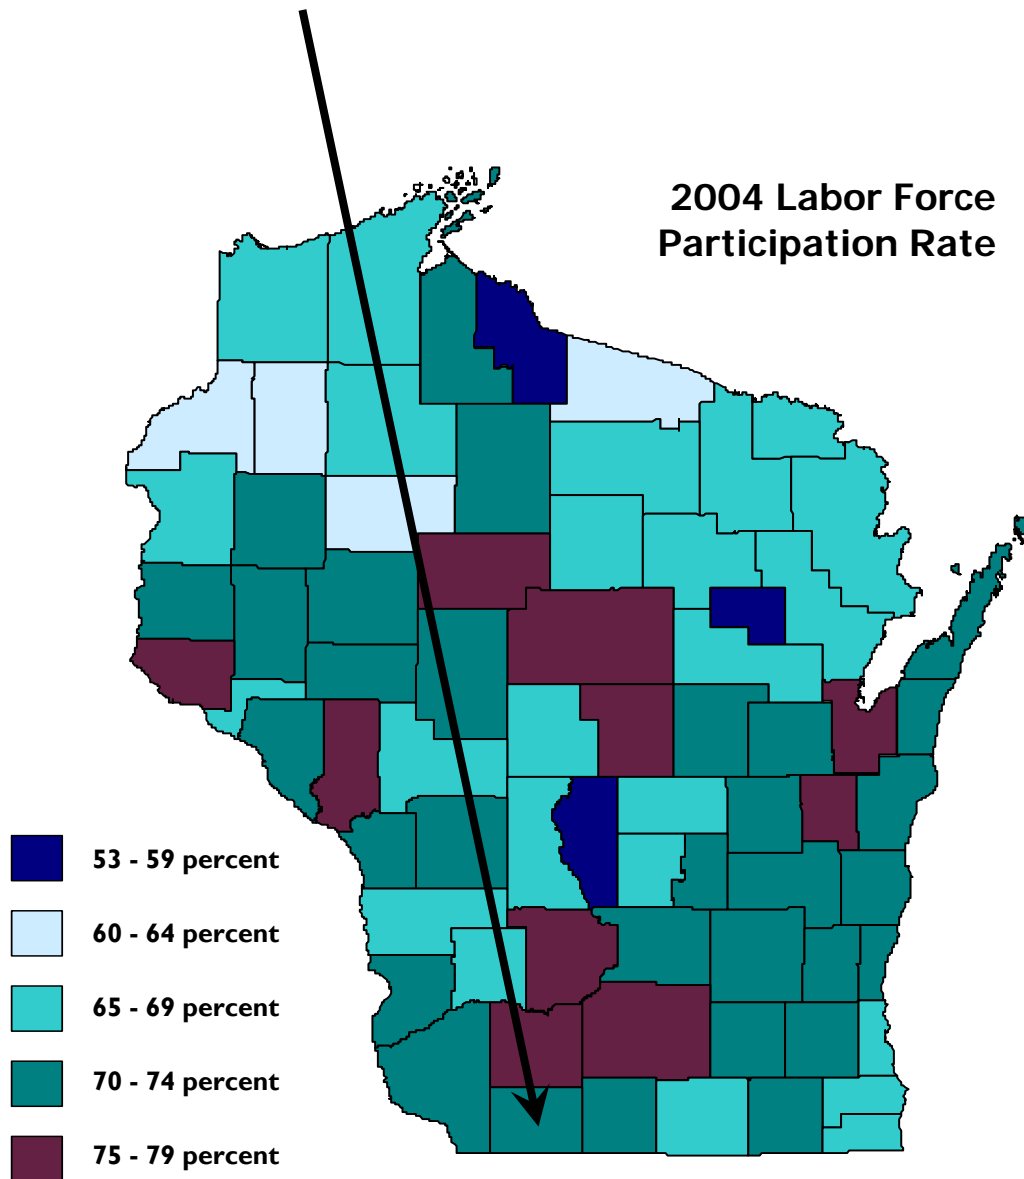 2004 Labor Force
Participation Rate
53 - 59 percent
60 - 64 percent
65 - 69 percent
70 - 74 percent
75 - 79 percent